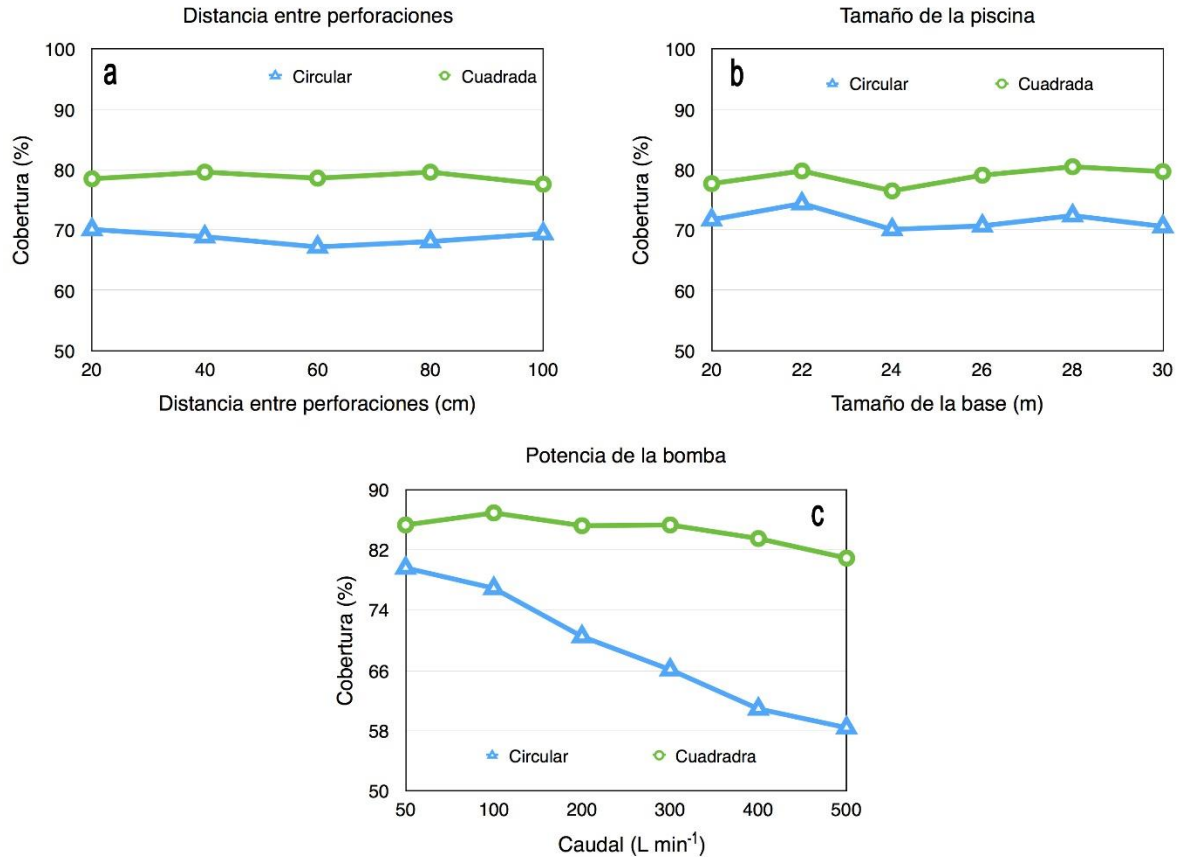 Distancia entre perforaciones
a
Circular
Cuadrada
Cobertura (%)
100
90
80
70
60
50
20 40 60 80 100
Distancia entre perforaciones (cm)
Tamaño de la piscina
b
Circular
Cuadrada
Cobertura (%)
100
90
80
70
60
50
20 22 24 26 28 30
Tamaño de la base (m)
Potencia de la bomba
c
Cobertura (%)
90
82
74
66
58
50
Circular
Cuadradra
50 100 200 300 400 500
Caudal (L min⁻¹)